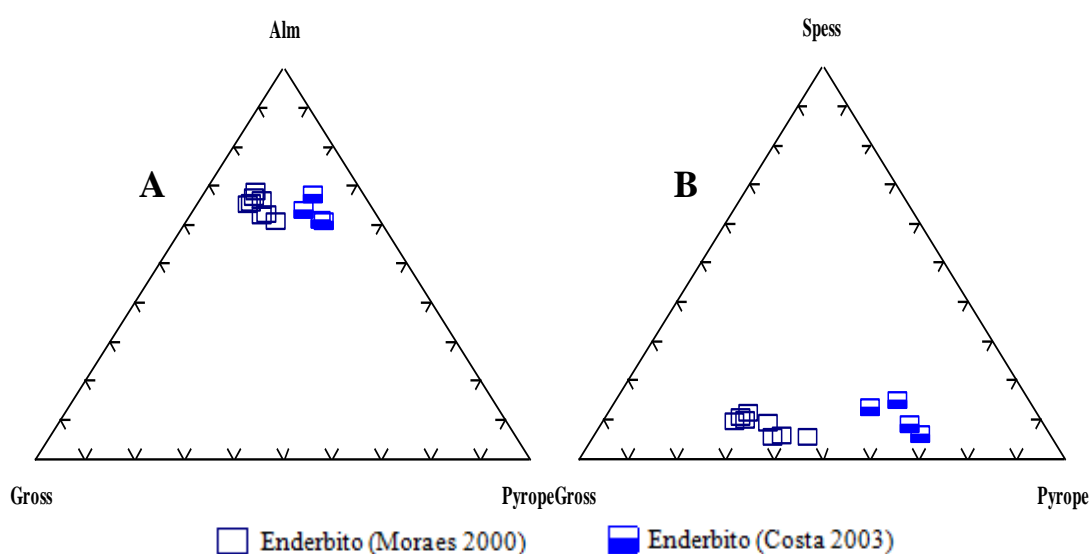 Alm
Spess
A
B
Gross
PyropeGross
Pyrope
Enderbito (Moraes 2000)
Enderbito (Costa 2003)